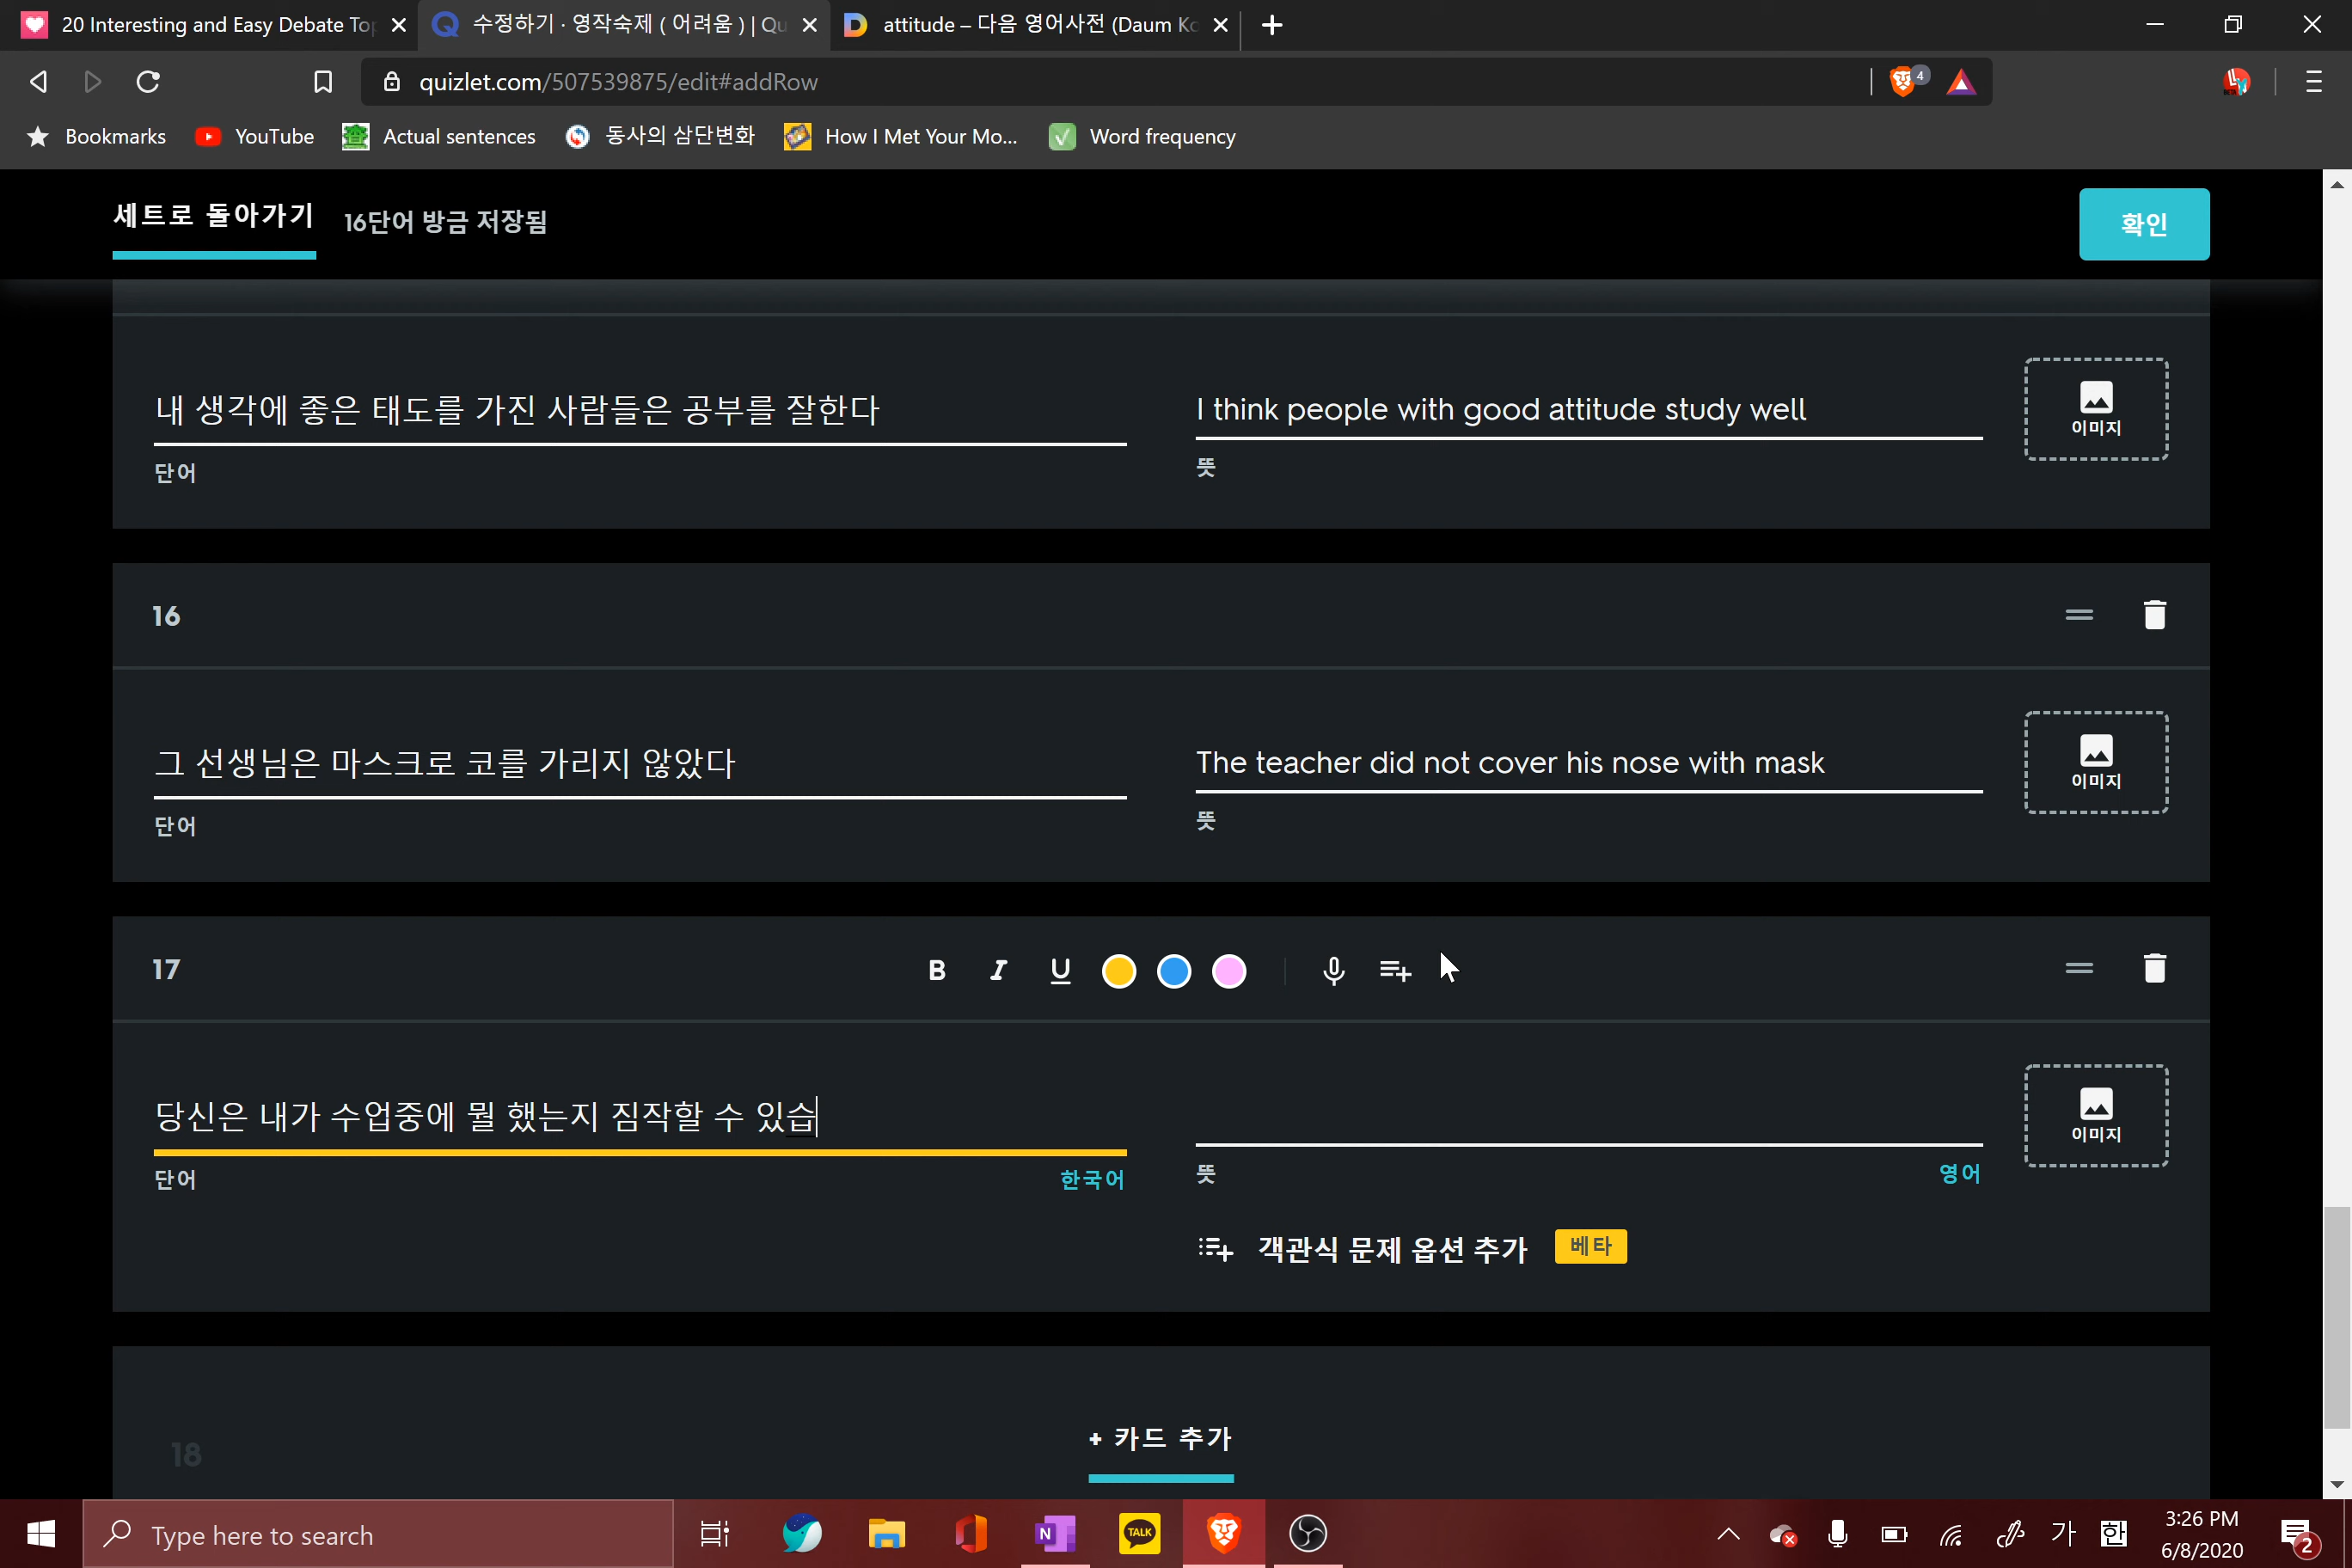 20 Interesting and Easy Debate To
수정하기 · 영작숙제 ( 어려움 ) | Qu
attitude – 다음 영어사전 (Daum Ko
quizlet.com/507539875/edit#addRow
4
Bookmarks
YouTube
Actual sentences
동사의 삼단변화
How I Met Your Mo...
Word frequency
세트로 돌아가기
16단어 방금 저장됨
확인
내 생각에 좋은 태도를 가진 사람들은 공부를 잘한다
I think people with good attitude study well
이미지
단어
뜻
16
그 선생님은 마스크로 코를 가리지 않았다
The teacher did not cover his nose with mask
이미지
단어
뜻
17
B I U
당신은 내가 수업중에 뭘 했는지 짐작할 수 있습
이미지
단어
한국어
뜻
영어
객관식 문제 옵션 추가
베타
18
+ 카드 추가
Type here to search
N
TALK
가
한
3:26 PM
6/8/2020
2